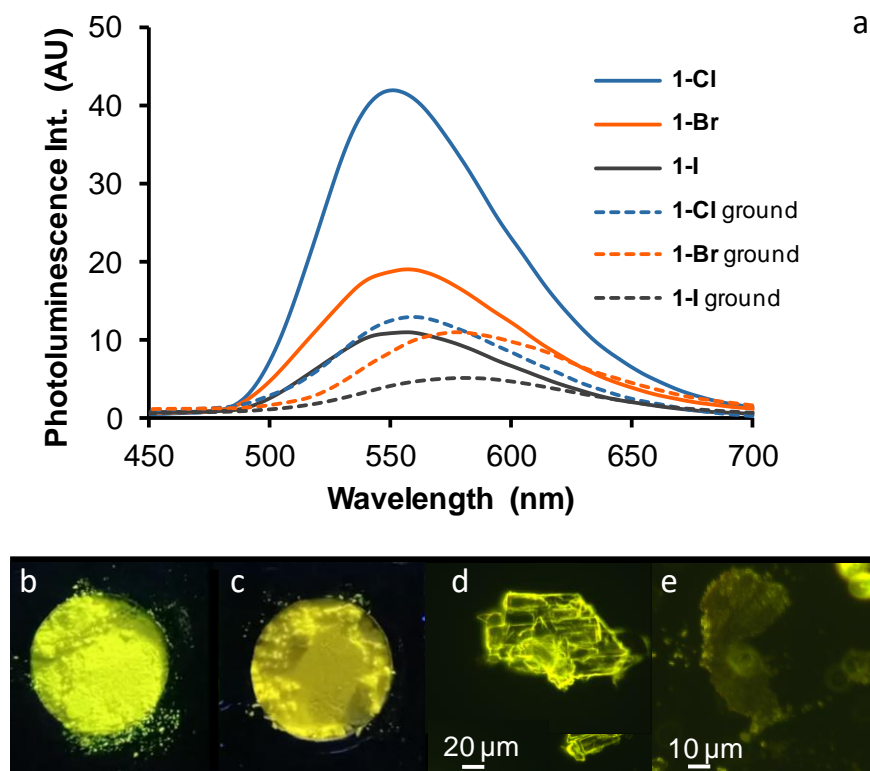 a
50
40
30
20
10
0
Photoluminescence Int. (AU)
450 500 550 600 650 700
Wavelength (nm)
1-Cl
1-Br
1-I
1-Cl ground
1-Br ground
1-I ground
b c d e
20 µm 10 µm